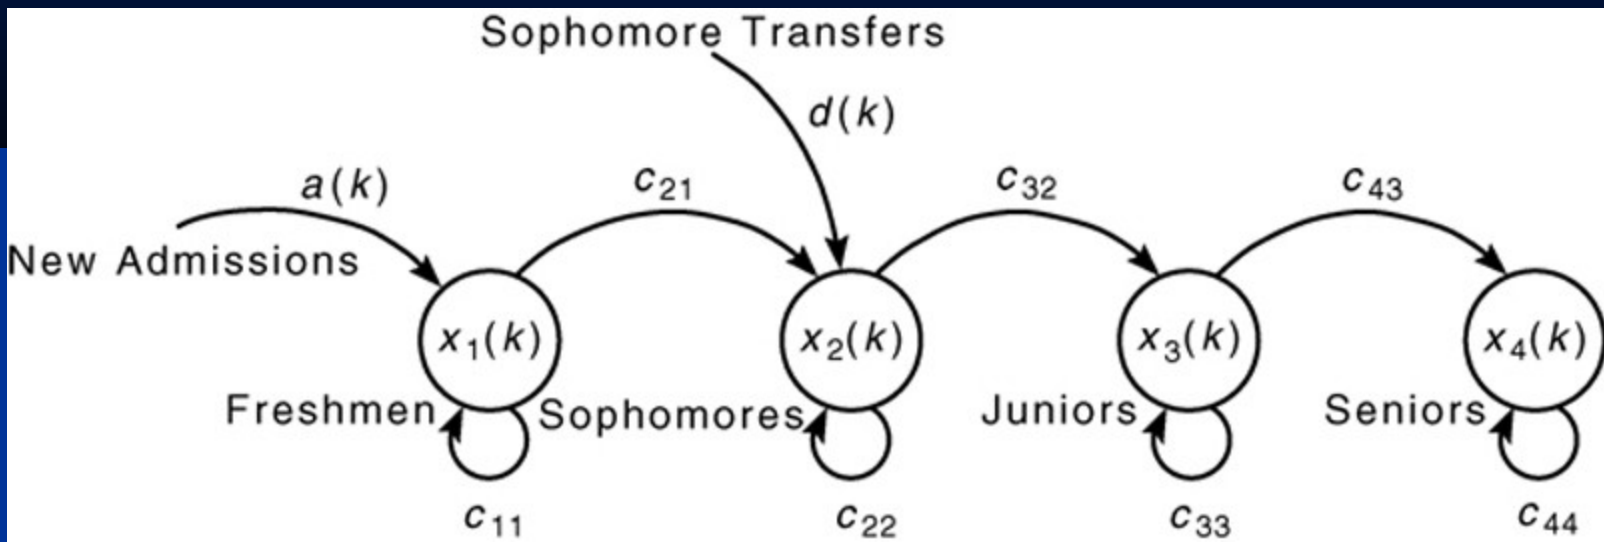 Sophomore Transfers
d(k)
a(k)
c21
c32
c43
New Admissions
x1(k)
x2(k)
x3(k)
x4(k)
Freshmen
Sophomores
Juniors
Seniors
c11
c22
c33
c44